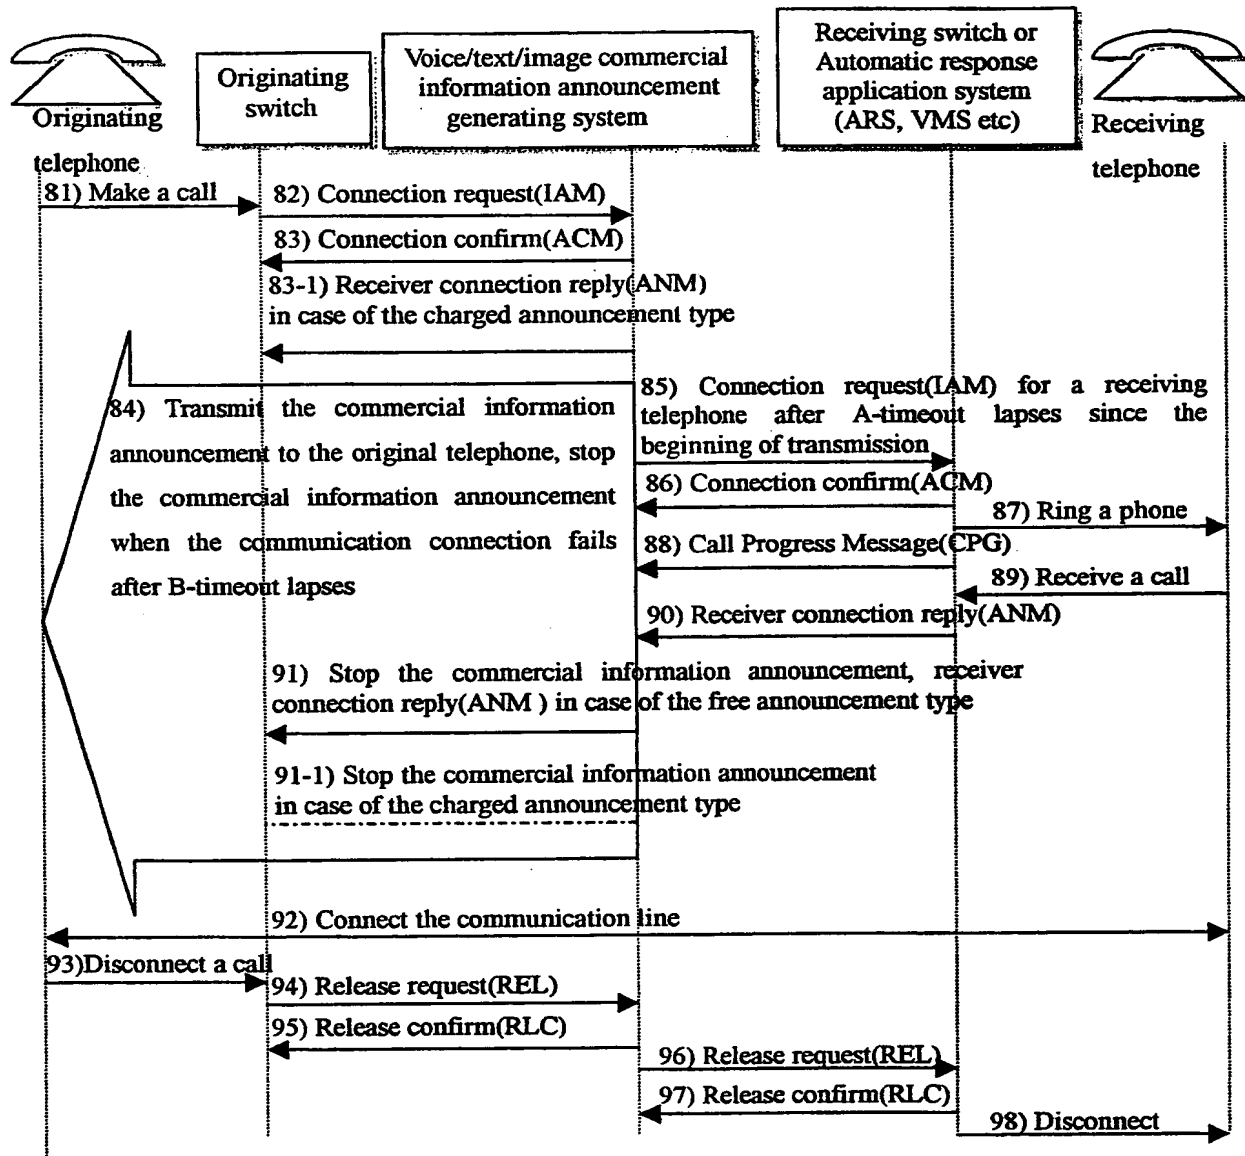 Originating
telephone
Originating
switch
Voice/text/image commercial
information announcement
generating system
Receiving switch or
Automatic response
application system
(ARS, VMS etc)
Receiving
telephone
81) Make a call
82) Connection request(IAM)
83) Connection confirm(ACM)
83-1) Receiver connection reply(ANM)
in case of the charged announcement type
84) Transmit the commercial information
announcement to the original telephone, stop
the commercial information announcement
when the communication connection fails
after B-timeout lapses
85) Connection request(IAM) for a receiving
telephone after A-timeout lapses since the
beginning of transmission
86) Connection confirm(ACM)
87) Ring a phone
88) Call Progress Message(CPG)
89) Receive a call
90) Receiver connection reply(ANM)
91) Stop the commercial information announcement, receiver
connection reply(ANM ) in case of the free announcement type
91-1) Stop the commercial information announcement
in case of the charged announcement type
92) Connect the communication line
93)Disconnect a call
94) Release request(REL)
95) Release confirm(RLC)
96) Release request(REL)
97) Release confirm(RLC)
98) Disconnect